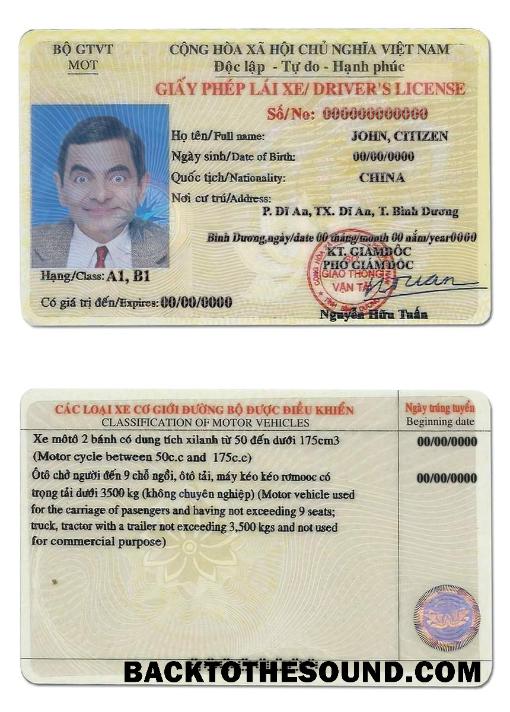 BỘ GTVT
MOT
CỘNG HÒA XÃ HỘI CHỦ NGHĨA VIỆT NAM
Độc lập - Tự do - Hạnh phúc
GIẤY PHÉP LÁI XE/ DRIVER'S LICENSE
Số/No: 000000000000
Họ tên/Full name: JOHN, CITIZEN
Ngày sinh/Date of Birth: 00/00/0000
Quốc tịch/Nationality: CHINA
Nơi cư trú/Address:
P. Dĩ An, TX. Dĩ An, T. Bình Dương
Bình Dương,ngày/date 00 tháng/month 00 năm/year0000
KT. GIÁM ĐỐC
PHÓ GIÁM ĐỐC
GIAO THÔNG
VẬN TẢI
Nguyễn Hữu Tuấn
Hạng/Class: A1, B1
Có giá trị đến/Expires: 00/00/0000
CÁC LOẠI XE CƠ GIỚI ĐƯỜNG BỘ ĐƯỢC ĐIỀU KHIỂN
CLASSIFICATION OF MOTOR VEHICLES
Ngày trúng tuyển
Beginning date
Xe môtô 2 bánh có dung tích xilanh từ 50 đến dưới 175cm3
(Motor cycle between 50c.c and 175c.c)
00/00/0000
Ôtô chở người đến 9 chỗ ngồi, ôtô tải, máy kéo kéo rơmooc có
trọng tải dưới 3500 kg (không chuyên nghiệp) (Motor vehicle used
for the carriage of pasengers and having not exceeding 9 seats;
truck, tractor with a trailer not exceeding 3,500 kgs and not used
for commercial purpose)
00/00/0000
BACKTOTHESOUND.COM